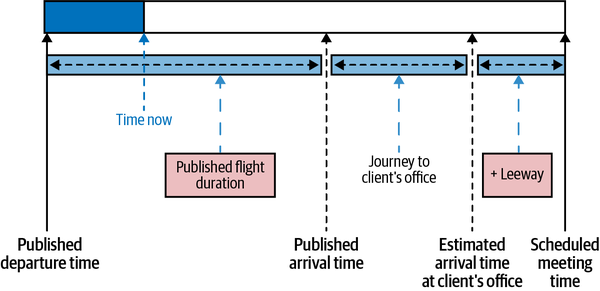 Time now
Published flight
duration
Journey to
client's office
+ Leeway
Published
departure time
Published
arrival time
Estimated
arrival time
at client's office
Scheduled
meeting
time